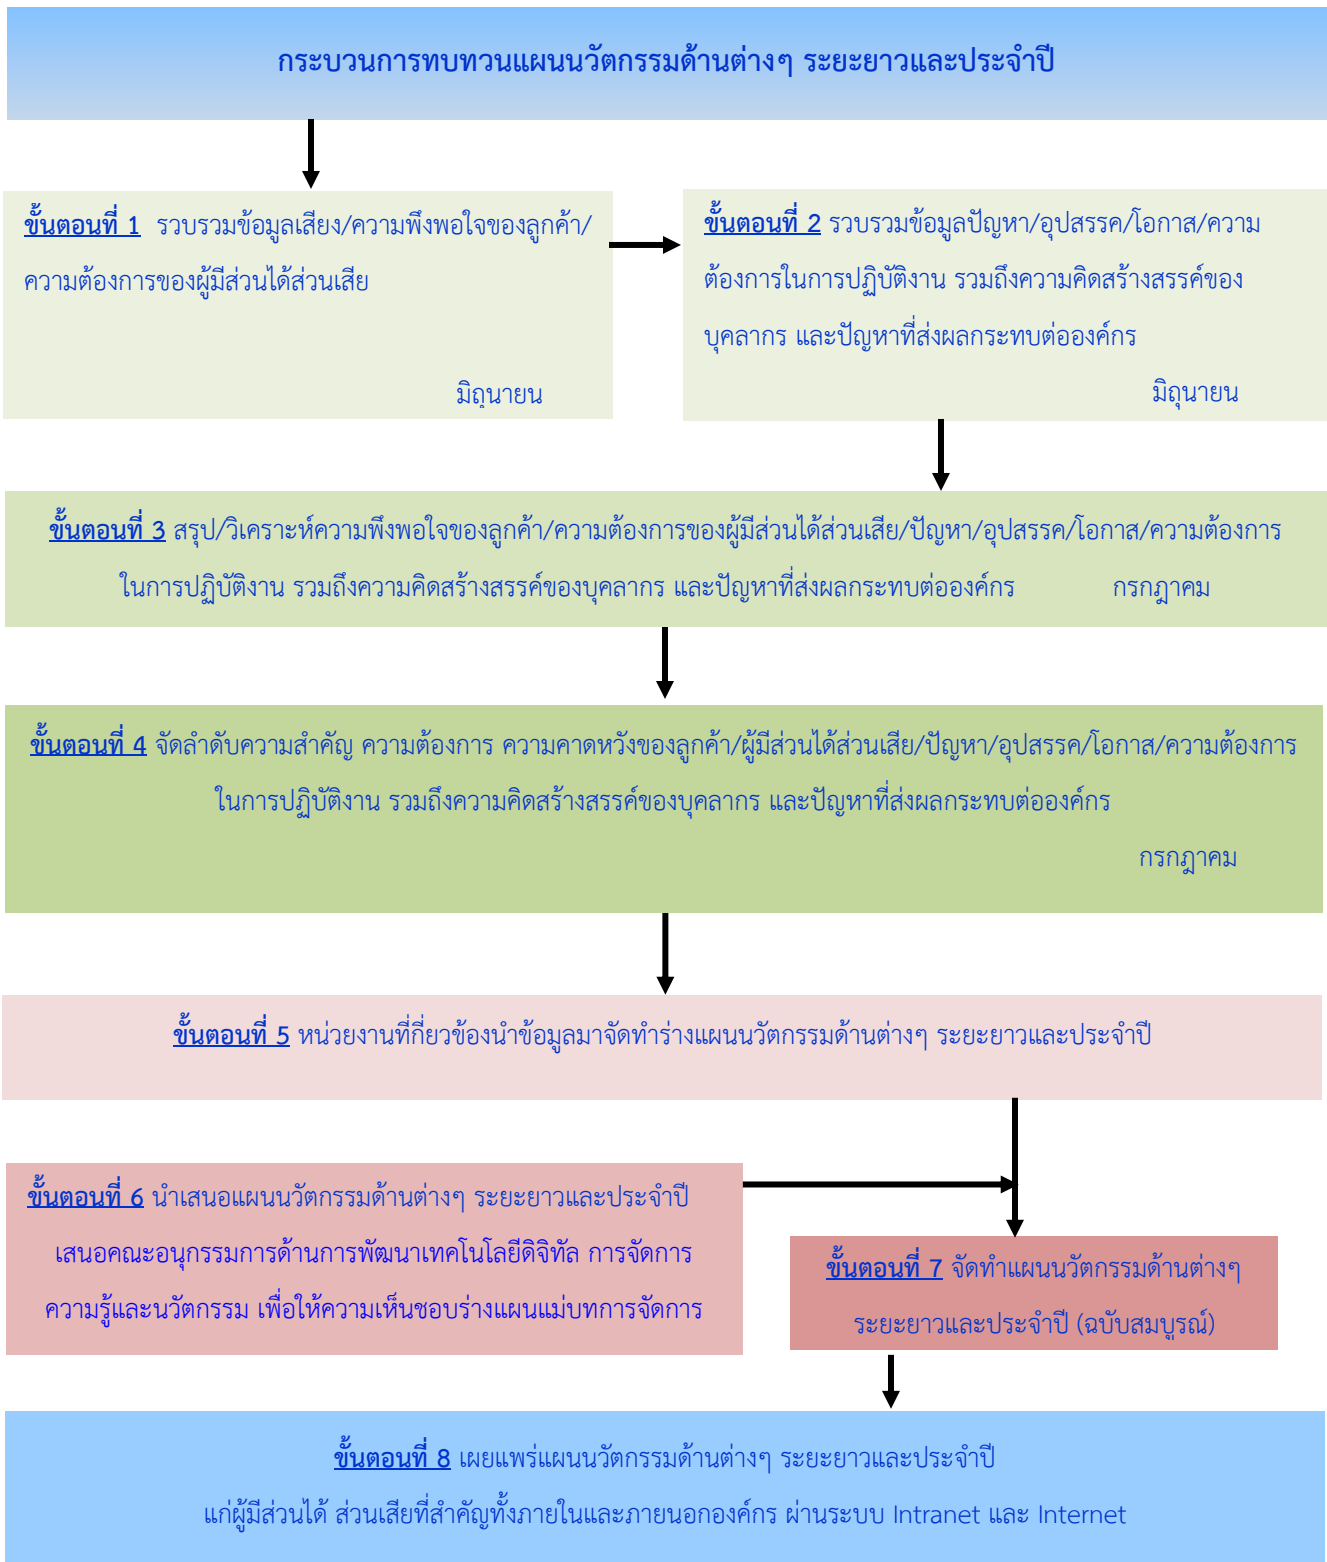 กระบวนการทบทวนแผนนวัตกรรมด้านต่างๆ ระยะยาวและประจำปี
ขั้นตอนที่ 1 รวบรวมข้อมูลเสียง/ความพึงพอใจของลูกค้า/
ความต้องการของผู้มีส่วนได้ส่วนเสีย
มิถุนายน
ขั้นตอนที่ 2 รวบรวมข้อมูลปัญหา/อุปสรรค/โอกาส/ความ
ต้องการในการปฏิบัติงาน รวมถึงความคิดสร้างสรรค์ของ
บุคลากร และปัญหาที่ส่งผลกระทบต่อองค์กร
มิถุนายน
ขั้นตอนที่ 3 สรุป/วิเคราะห์ความพึงพอใจของลูกค้า/ความต้องการของผู้มีส่วนได้ส่วนเสีย/ปัญหา/อุปสรรค/โอกาส/ความต้องการ
ในการปฏิบัติงาน รวมถึงความคิดสร้างสรรค์ของบุคลากร และปัญหาที่ส่งผลกระทบต่อองค์กร กรกฎาคม
ขั้นตอนที่ 4 จัดลำดับความสำคัญ ความต้องการ ความคาดหวังของลูกค้า/ผู้มีส่วนได้ส่วนเสีย/ปัญหา/อุปสรรค/โอกาส/ความต้องการ
ในการปฏิบัติงาน รวมถึงความคิดสร้างสรรค์ของบุคลากร และปัญหาที่ส่งผลกระทบต่อองค์กร
กรกฎาคม
ขั้นตอนที่ 5 หน่วยงานที่กี่ยวข้องนำข้อมูลมาจัดทำร่างแผนนวัตกรรมด้านต่างๆ ระยะยาวและประจำปี
ขั้นตอนที่ 6 นำเสนอแผนนวัตกรรมด้านต่างๆ ระยะยาวและประจำปี
เสนอคณะอนุกรรมการด้านการพัฒนาเทคโนโลยีดิจิทัล การจัดการ
ความรู้และนวัตกรรม เพื่อให้ความเห็นชอบร่างแผนแม่บทการจัดการ
ขั้นตอนที่ 7 จัดทำแผนนวัตกรรมด้านต่างๆ
ระยะยาวและประจำปี (ฉบับสมบูรณ์)
ขั้นตอนที่ 8 เผยแพร่แผนนวัตกรรมด้านต่างๆ ระยะยาวและประจำปี
แก่ผู้มีส่วนได้ ส่วนเสียที่สำคัญทั้งภายในและภายนอกองค์กร ผ่านระบบ Intranet และ Internet